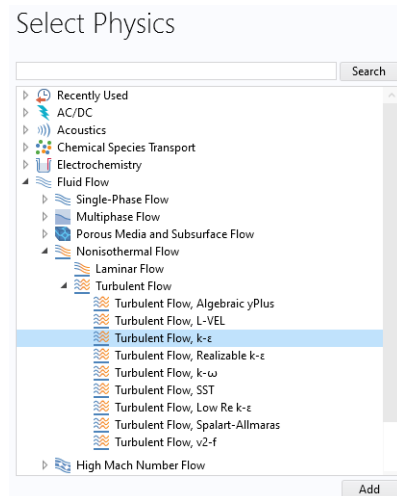 Select Physics
Search
Recently Used
AC/DC
Acoustics
Chemical Species Transport
Electrochemistry
Fluid Flow
Single-Phase Flow
Multiphase Flow
Porous Media and Subsurface Flow
Nonisothermal Flow
Laminar Flow
Turbulent Flow
Turbulent Flow, Algebraic yPlus
Turbulent Flow, L-VEL
Turbulent Flow, k-ε
Turbulent Flow, Realizable k-ε
Turbulent Flow, k-ω
Turbulent Flow, SST
Turbulent Flow, Low Re k-ε
Turbulent Flow, Spalart-Allmaras
Turbulent Flow, v2-f
High Mach Number Flow
Add